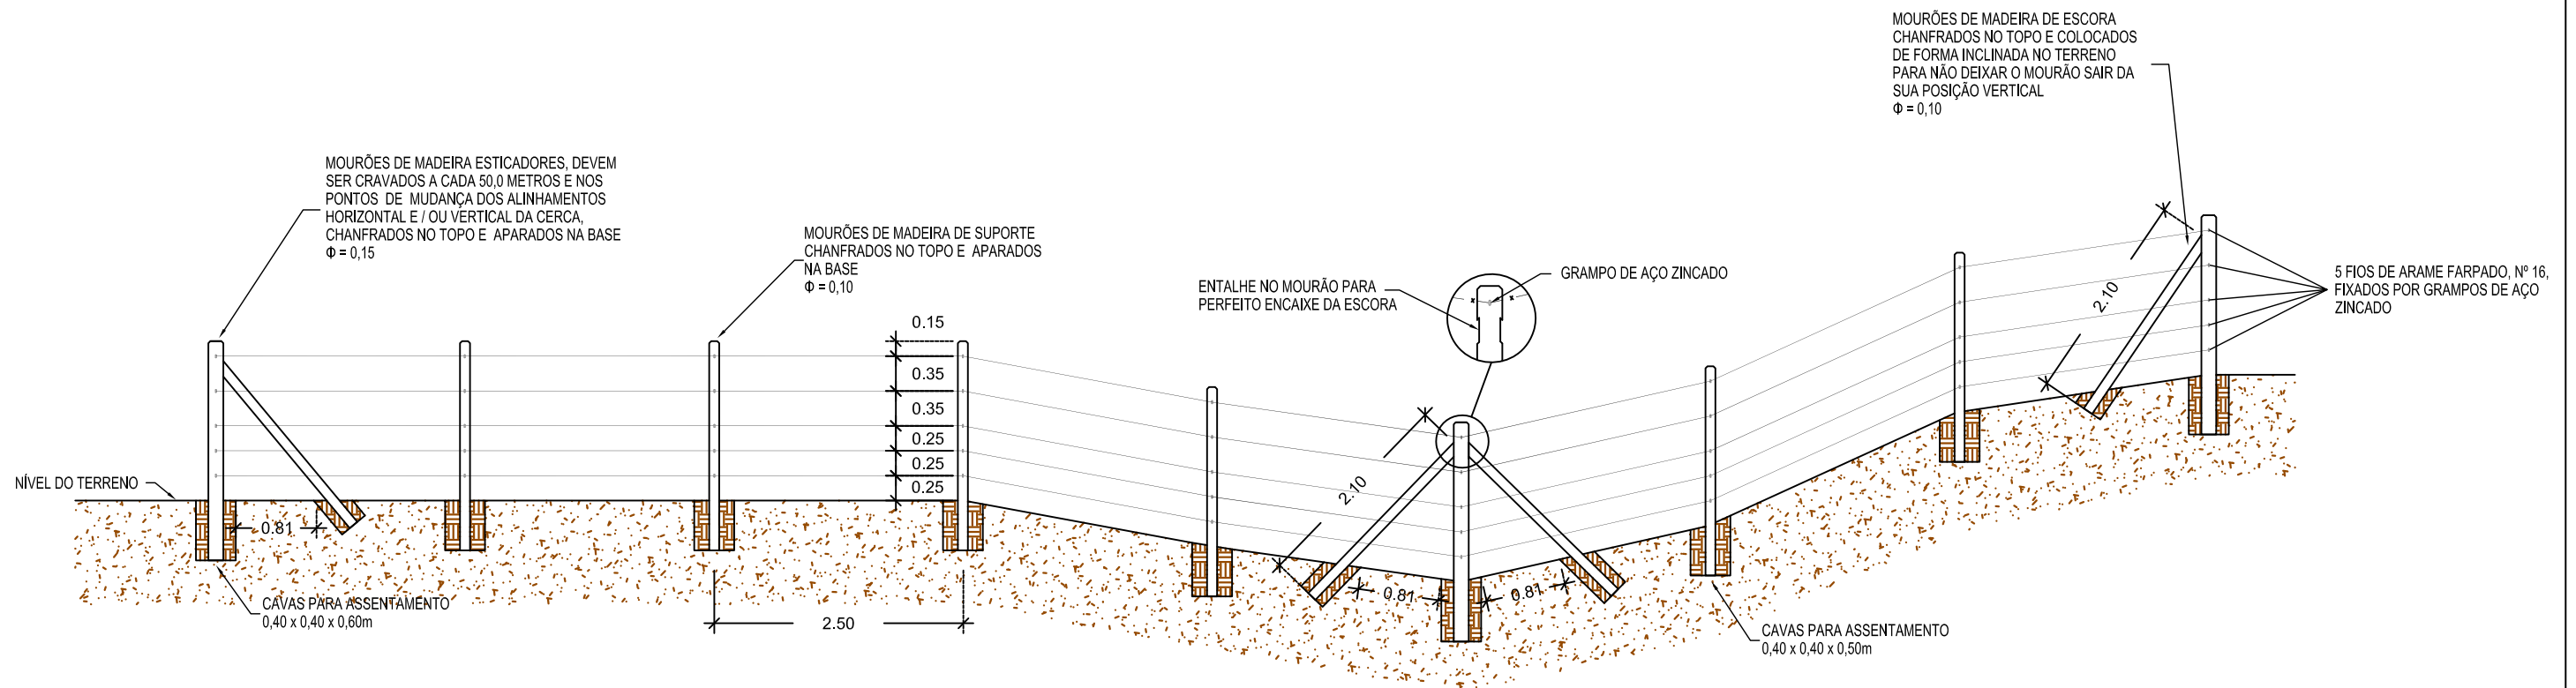 MOURÕES DE MADEIRA DE ESCORA
CHANFRADOS NO TOPO E COLOCADOS
DE FORMA INCLINADA NO TERRENO
PARA NÃO DEIXAR O MOURÃO SAIR DA
SUA POSIÇÃO VERTICAL
Φ = 0,10
MOURÕES DE MADEIRA ESTICADORES, DEVEM
SER CRAVADOS A CADA 50,0 METROS E NOS
PONTOS DE MUDANÇA DOS ALINHAMENTOS
HORIZONTAL E / OU VERTICAL DA CERCA,
CHANFRADOS NO TOPO E APARADOS NA BASE
Φ = 0,15
MOURÕES DE MADEIRA DE SUPORTE
CHANFRADOS NO TOPO E APARADOS
NA BASE
Φ = 0,10
ENTALHE NO MOURÃO PARA
PERFEITO ENCAIXE DA ESCORA
GRAMPO DE AÇO ZINCADO
5 FIOS DE ARAME FARPADO, Nº 16,
FIXADOS POR GRAMPOS DE AÇO
ZINCADO
0.15
0.35
0.35
0.25
0.25
0.25
2.10
2.10
NÍVEL DO TERRENO
0.81
0.81
0.81
CAVAS PARA ASSENTAMENTO
0,40 x 0,40 x 0,60m
2.50
CAVAS PARA ASSENTAMENTO
0,40 x 0,40 x 0,50m